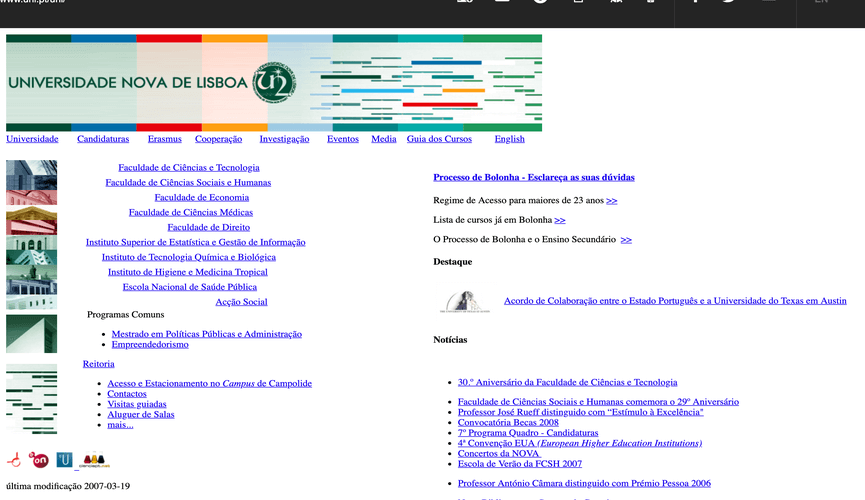 www.unl.pt/unl/
EN
UNIVERSIDADE NOVA DE LISBOA
Universidade Candidaturas Erasmus Cooperação Investigação Eventos Media Guia dos Cursos English
Faculdade de Ciências e Tecnologia
Faculdade de Ciências Sociais e Humanas
Faculdade de Economia
Faculdade de Ciências Médicas
Faculdade de Direito
Instituto Superior de Estatística e Gestão de Informação
Instituto de Tecnologia Química e Biológica
Instituto de Higiene e Medicina Tropical
Escola Nacional de Saúde Pública
Acção Social
Programas Comuns
Mestrado em Políticas Públicas e Administração
Empreendedorismo
Reitoria
Acesso e Estacionamento no Campus de Campolide
Contactos
Visitas guiadas
Aluguer de Salas
mais...
última modificação 2007-03-19
Processo de Bolonha - Esclareça as suas dúvidas
Regime de Acesso para maiores de 23 anos >>
Lista de cursos já em Bolonha >>
O Processo de Bolonha e o Ensino Secundário >>
Destaque
Acordo de Colaboração entre o Estado Português e a Universidade do Texas em Austin
Notícias
30.º Aniversário da Faculdade de Ciências e Tecnologia
Faculdade de Ciências Sociais e Humanas comemora o 29º Aniversário
Professor José Rueff distinguido com “Estímulo à Excelência"
Convocatória Becas 2008
7º Programa Quadro - Candidaturas
4ª Convenção EUA (European Higher Education Institutions)
Concertos da NOVA
Escola de Verão da FCSH 2007
Professor António Câmara distinguido com Prémio Pessoa 2006